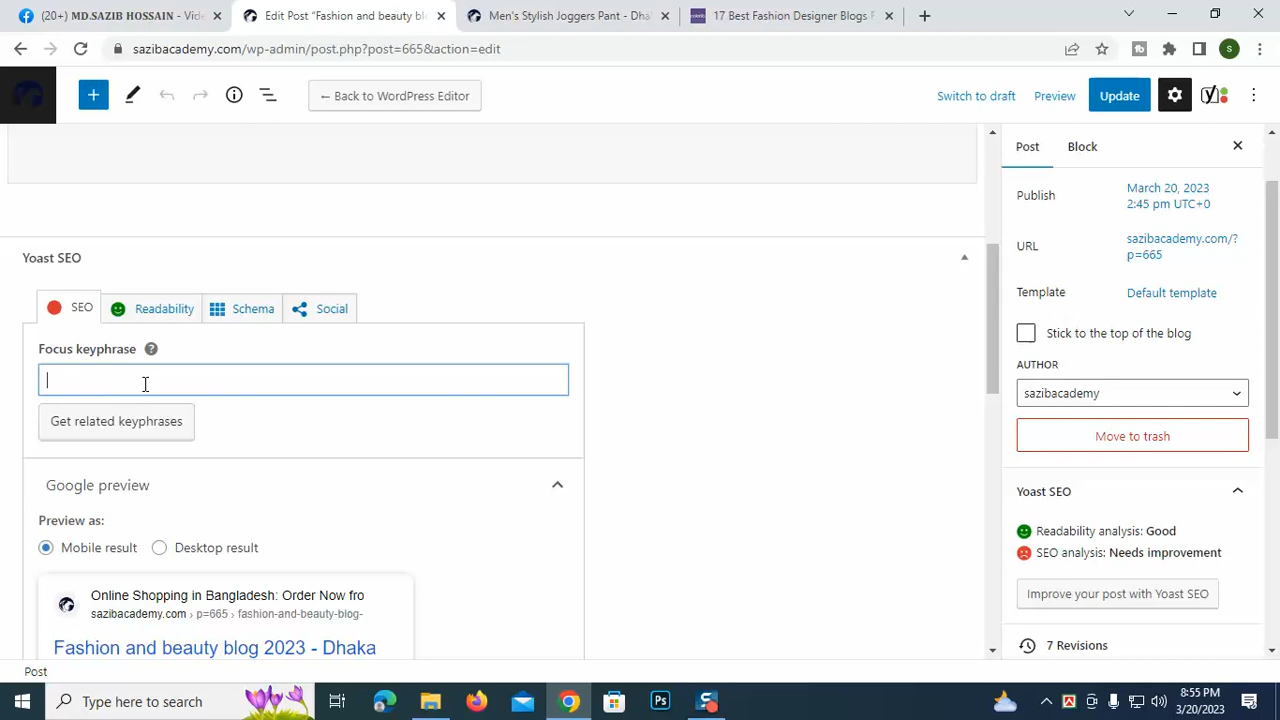 (20+) MD.SAZIB HOSSAIN - Vide
Edit Post "Fashion and beauty blo
Men's Stylish Joggers Pant - Dha
17 Best Fashion Designer Blogs F
sazibacademy.com/wp-admin/post.php?post=665&action=edit
S
← Back to WordPress Editor
Switch to draft
Preview
Update
Post
Block
Publish
March 20, 2023
2:45 pm UTC+0
URL
sazibacademy.com/?
p=665
Template
Default template
Stick to the top of the blog
AUTHOR
sazibacademy
Move to trash
Yoast SEO
Readability analysis: Good
SEO analysis: Needs improvement
Improve your post with Yoast SEO
7 Revisions
Yoast SEO
SEO
Readability
Schema
Social
Focus keyphrase ?
Get related keyphrases
Google preview
Preview as:
Mobile result
Desktop result
Online Shopping in Bangladesh: Order Now fro
sazibacademy.com › p=665 › fashion-and-beauty-blog-
Fashion and beauty blog 2023 - Dhaka
Post
Type here to search
Ps
S
8:55 PM
3/20/2023